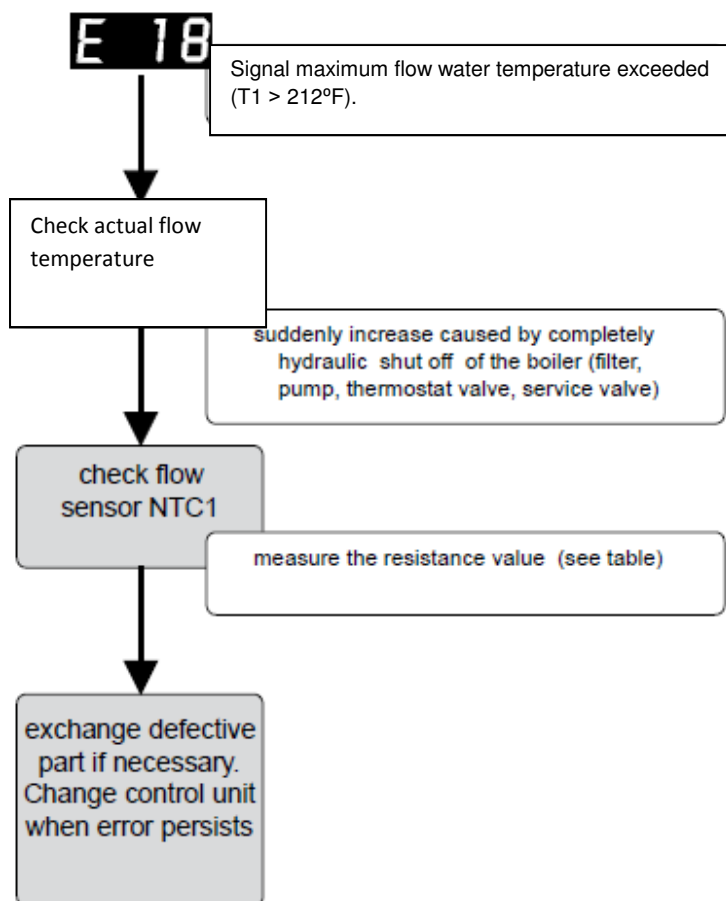 E 18
Signal maximum flow water temperature exceeded
(T1 > 212ºF).
Check actual flow
temperature
suddenly increase caused by completely
hydraulic shut off of the boiler (filter,
pump, thermostat valve, service valve)
check flow
sensor NTC1
measure the resistance value (see table)
exchange defective
part if necessary.
Change control unit
when error persists